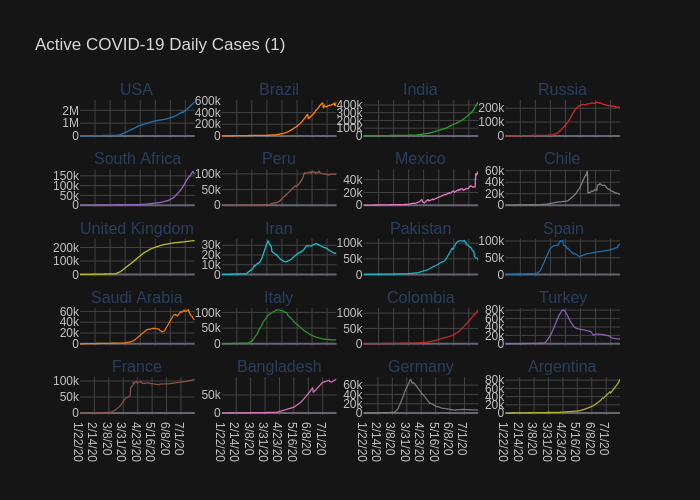 Active COVID-19 Daily Cases (1)
USA Brazil India Russia
2M 1M 0 600k 400k 200k 0 400k 300k 200k 100k 0 200k 100k 0
South Africa Peru Mexico Chile
150k 100k 50k 0 100k 50k 0 40k 20k 0 60k 40k 20k 0
United Kingdom Iran Pakistan Spain
200k 100k 0 30k 20k 10k 0 100k 50k 0 100k 50k 0
Saudi Arabia Italy Colombia Turkey
60k 40k 20k 0 100k 50k 0 100k 50k 0 80k 60k 40k 20k 0
France Bangladesh Germany Argentina
100k 50k 0 50k 0 60k 40k 20k 0 80k 60k 40k 20k 0
1/22/20 2/14/20 3/8/20 3/31/20 4/23/20 5/16/20 6/8/20 7/1/20
1/22/20 2/14/20 3/8/20 3/31/20 4/23/20 5/16/20 6/8/20 7/1/20
1/22/20 2/14/20 3/8/20 3/31/20 4/23/20 5/16/20 6/8/20 7/1/20
1/22/20 2/14/20 3/8/20 3/31/20 4/23/20 5/16/20 6/8/20 7/1/20